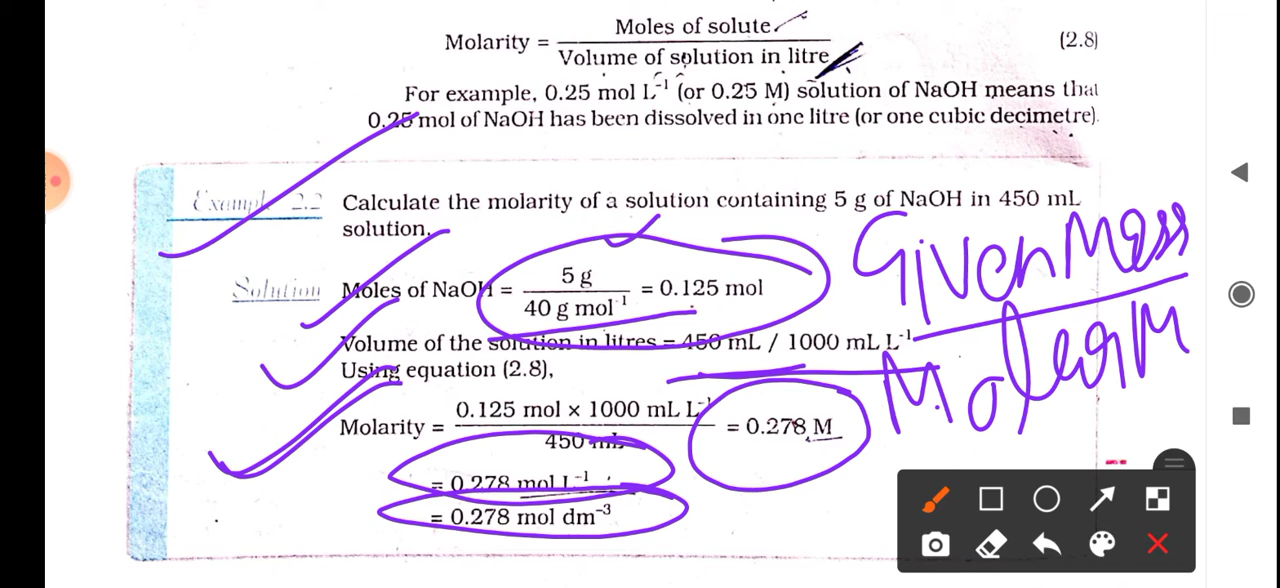 Molarity = Moles of solute / Volume of solution in litre (2.8)
For example, 0.25 mol L⁻¹ (or 0.25 M) solution of NaOH means that
0.25 mol of NaOH has been dissolved in one litre (or one cubic decimetre).
Example 2.2 Calculate the molarity of a solution containing 5 g of NaOH in 450 mL
solution.
Solution Moles of NaOH = 5 g / 40 g mol⁻¹ = 0.125 mol
Given Mass
Molecar M
Volume of the solution in litres = 450 mL / 1000 mL L⁻¹
Using equation (2.8),
Molarity = 0.125 mol × 1000 mL L⁻¹ / 450 mL = 0.278 M
= 0.278 mol L⁻¹
= 0.278 mol dm⁻³